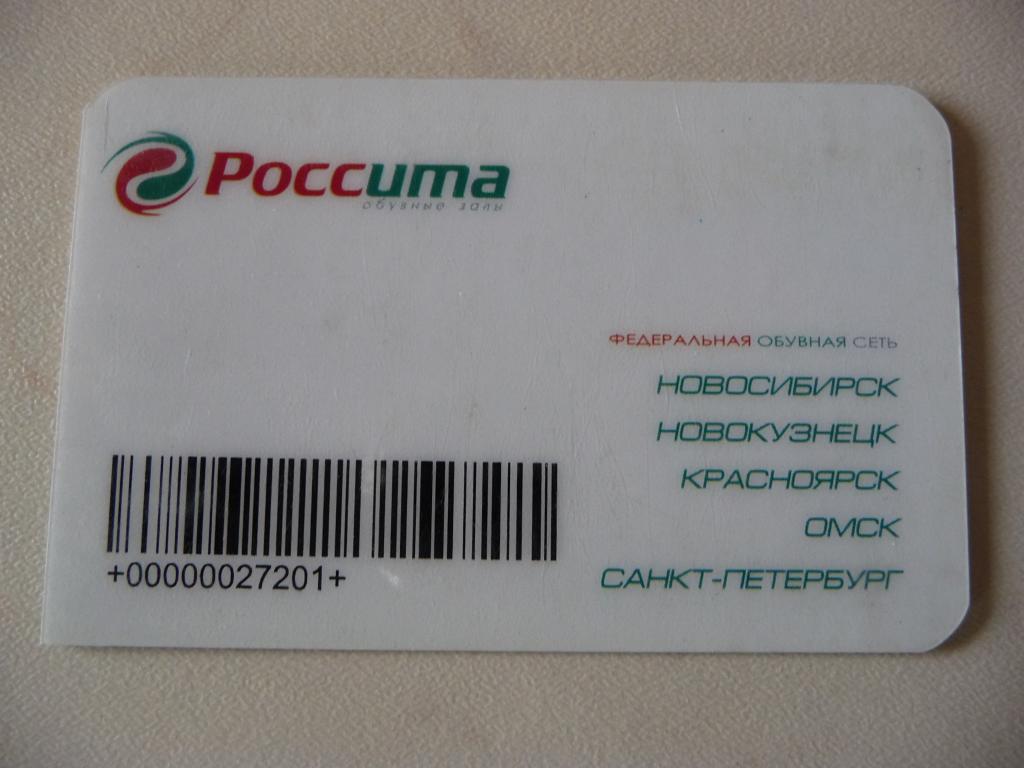 Россита
обувные залы
ФЕДЕРАЛЬНАЯ ОБУВНАЯ СЕТЬ
НОВОСИБИРСК
НОВОКУЗНЕЦК
КРАСНОЯРСК
ОМСК
САНКТ-ПЕТЕРБУРГ
+00000027201+